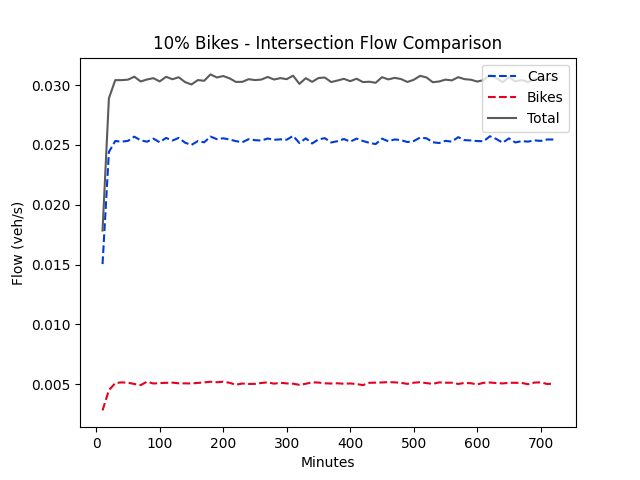 10% Bikes - Intersection Flow Comparison
Cars
Bikes
Total
Flow (veh/s)
0.030
0.025
0.020
0.015
0.010
0.005
0 100 200 300 400 500 600 700
Minutes